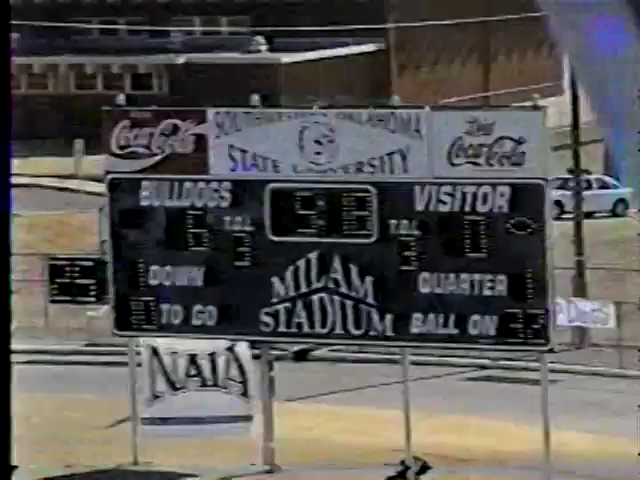 Coca-Cola
SOUTHWESTERN OKLAHOMA
STATE UNIVERSITY
Diet
Coca-Cola
BULLDOGS
VISITOR
T.O.L
T.O.L
DOWN
QUARTER
MILAM
STADIUM
TO GO
BALL ON
NAIA